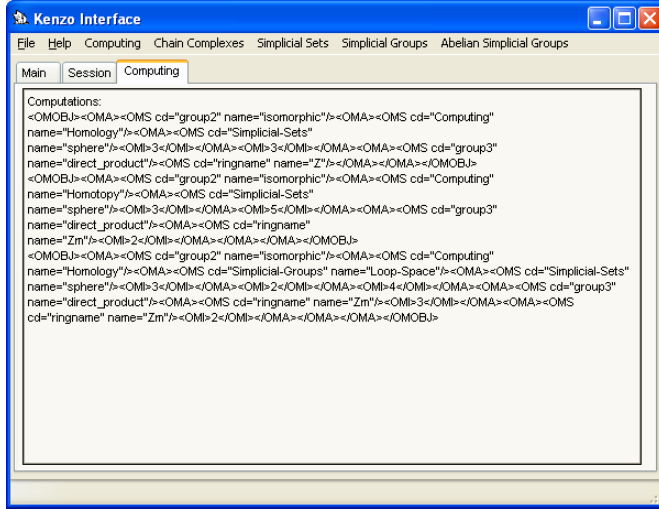 Kenzo Interface
File Help Computing Chain Complexes Simplicial Sets Simplicial Groups Abelian Simplicial Groups
Main Session Computing
Computations:
<OMOBJ><OMA><OMS cd="group2" name="isomorphic"/><OMA><OMS cd="Computing"
name="Homology"/><OMA><OMS cd="Simplicial-Sets"
name="sphere"/><OMI>3</OMI></OMA><OMI>3</OMI></OMA><OMA><OMS cd="group3"
name="direct_product"/><OMS cd="ringname" name="Z"/></OMA></OMA></OMOBJ>
<OMOBJ><OMA><OMS cd="group2" name="isomorphic"/><OMA><OMS cd="Computing"
name="Homotopy"/><OMA><OMS cd="Simplicial-Sets"
name="sphere"/><OMI>3</OMI></OMA><OMI>5</OMI></OMA><OMA><OMS cd="group3"
name="direct_product"/><OMA><OMS cd="ringname"
name="Zm"/><OMI>2</OMI></OMA></OMA></OMA></OMOBJ>
<OMOBJ><OMA><OMS cd="group2" name="isomorphic"/><OMA><OMS cd="Computing"
name="Homology"/><OMA><OMS cd="Simplicial-Groups" name="Loop-Space"/><OMA><OMS cd="Simplicial-Sets"
name="sphere"/><OMI>3</OMI></OMA><OMI>2</OMI></OMA><OMI>4</OMI></OMA><OMA><OMS cd="group3"
name="direct_product"/><OMA><OMS cd="ringname" name="Zm"/><OMI>3</OMI></OMA><OMA><OMS
cd="ringname" name="Zm"/><OMI>2</OMI></OMA></OMA></OMA></OMOBJ>